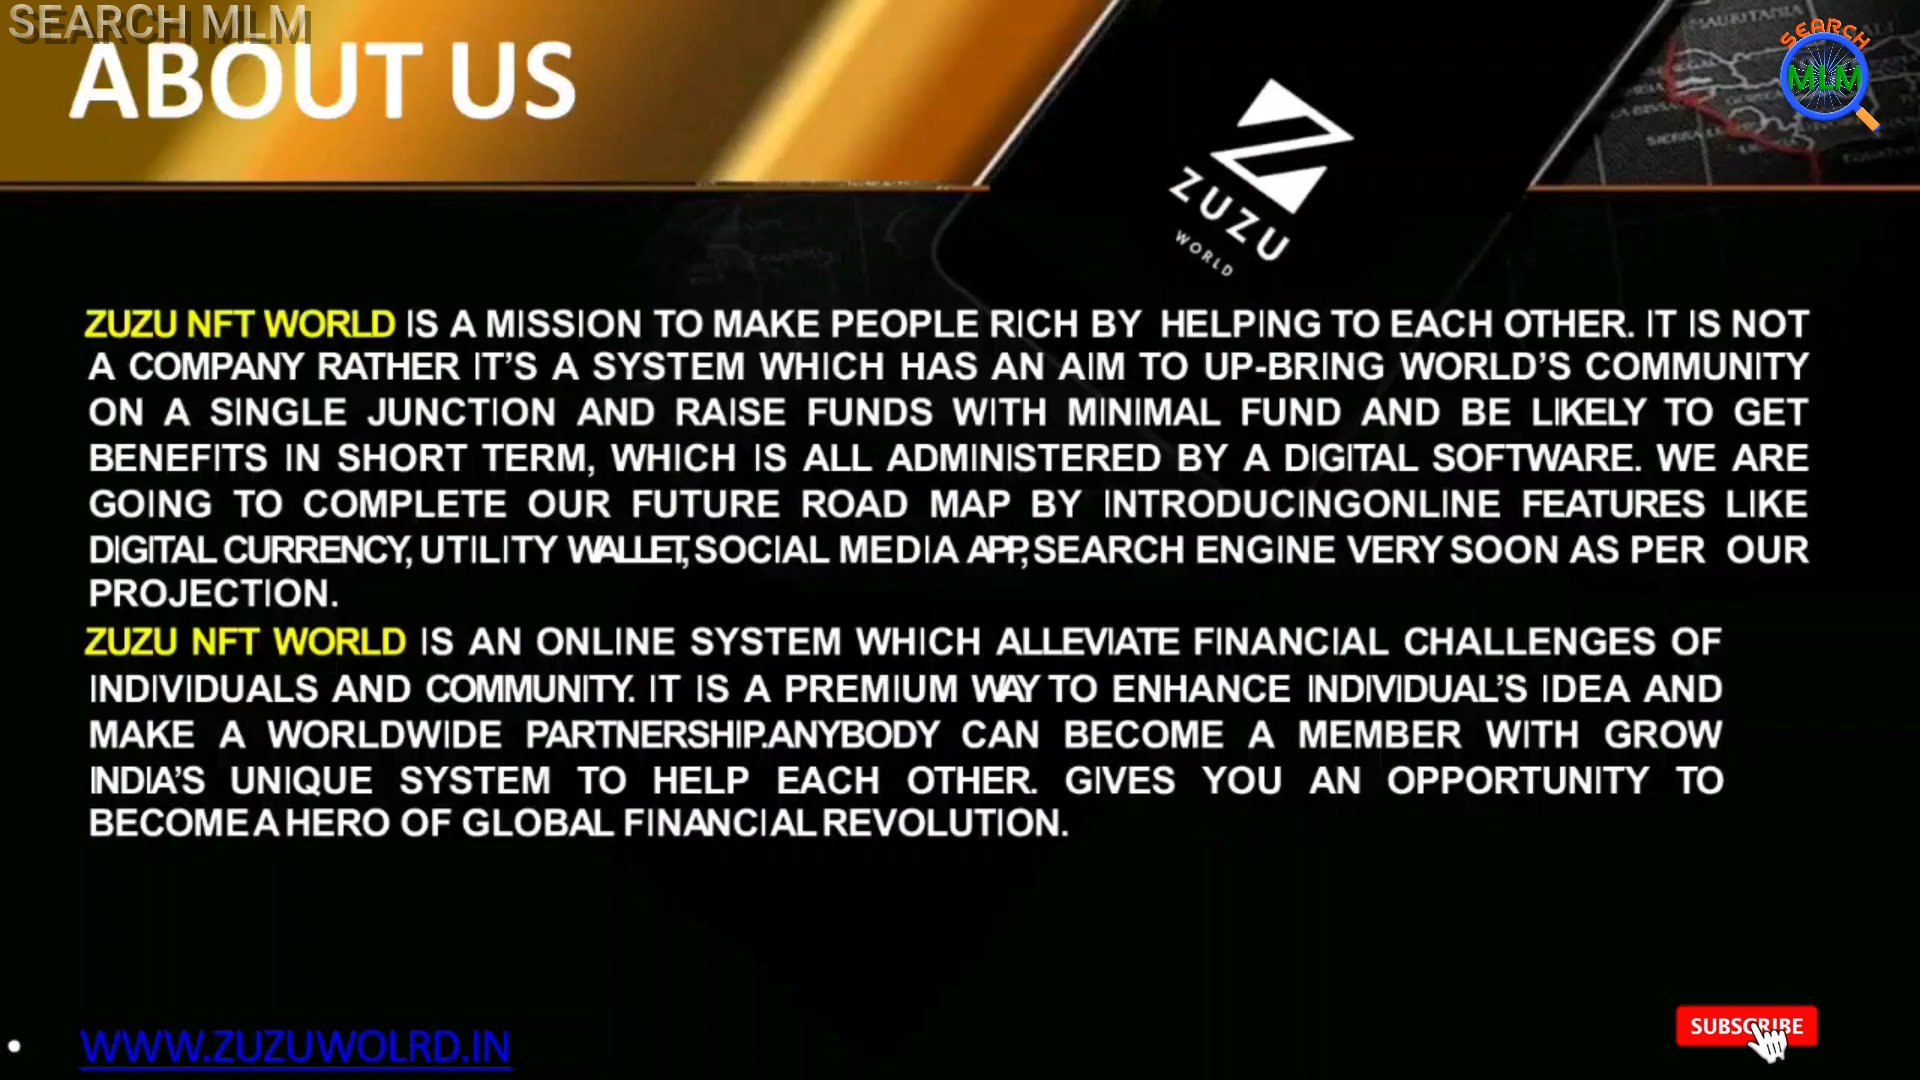 SEARCH MLM
ABOUT US
MAURITANIA
SEARCH
MLM
ZUZU
WORLD
ZUZU NFT WORLD IS A MISSION TO MAKE PEOPLE RICH BY HELPING TO EACH OTHER. IT IS NOT
A COMPANY RATHER IT’S A SYSTEM WHICH HAS AN AIM TO UP-BRING WORLD’S COMMUNITY
ON A SINGLE JUNCTION AND RAISE FUNDS WITH MINIMAL FUND AND BE LIKELY TO GET
BENEFITS IN SHORT TERM, WHICH IS ALL ADMINISTERED BY A DIGITAL SOFTWARE. WE ARE
GOING TO COMPLETE OUR FUTURE ROAD MAP BY INTRODUCINGONLINE FEATURES LIKE
DIGITAL CURRENCY, UTILITY WALLET, SOCIAL MEDIA APP, SEARCH ENGINE VERY SOON AS PER OUR
PROJECTION.
ZUZU NFT WORLD IS AN ONLINE SYSTEM WHICH ALLEVIATE FINANCIAL CHALLENGES OF
INDIVIDUALS AND COMMUNITY. IT IS A PREMIUM WAY TO ENHANCE INDIVIDUAL’S IDEA AND
MAKE A WORLDWIDE PARTNERSHIP.ANYBODY CAN BECOME A MEMBER WITH GROW
INDIA’S UNIQUE SYSTEM TO HELP EACH OTHER. GIVES YOU AN OPPORTUNITY TO
BECOME A HERO OF GLOBAL FINANCIAL REVOLUTION.
• WWW.ZUZUWOLRD.IN
SUBSCRIBE